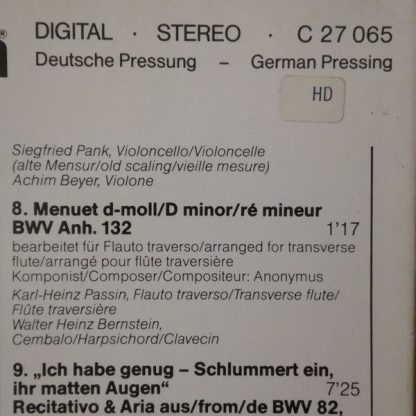 ®
DIGITAL · STEREO · C 27 065
Deutsche Pressung – German Pressing
HD
Siegfried Pank, Violoncello/Violoncelle
(alte Mensur/old scaling/vieille mesure)
Achim Beyer, Violone
8. Menuet d-moll/D minor/ré mineur
BWV Anh. 132 1'17
bearbeitet für Flauto traverso/arranged for transverse
flute/arrangé pour flûte traversière
Komponist/Composer/Compositeur: Anonymus
Karl-Heinz Passin, Flauto traverso/Transverse flute/
Flûte traversière
Walter Heinz Bernstein,
Cembalo/Harpsichord/Clavecin
9. „Ich habe genug – Schlummert ein,
ihr matten Augen“ 7'25
Recitativo & Aria aus/from/de BWV 82,